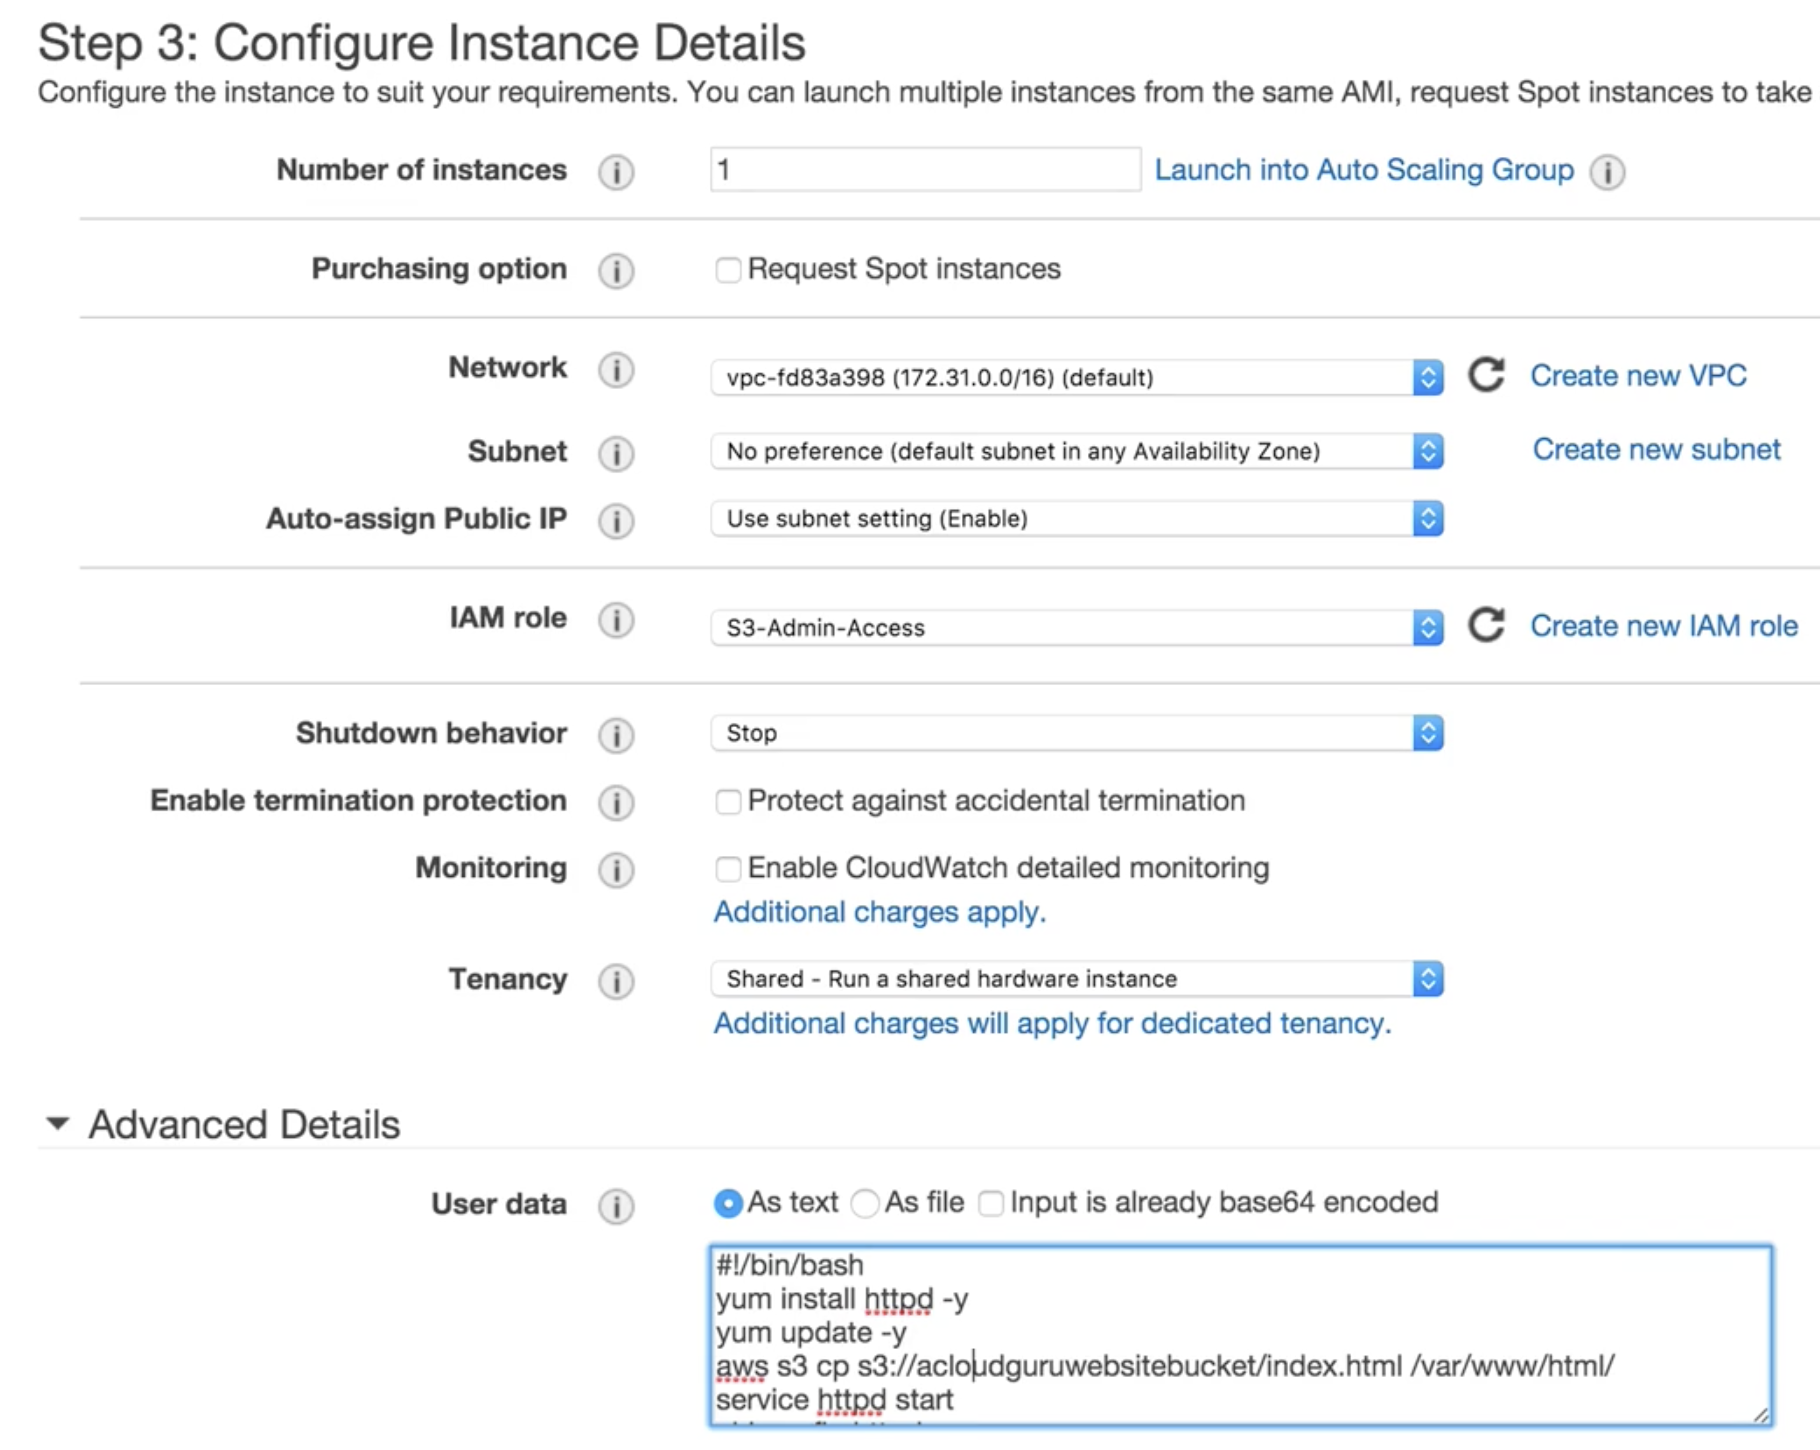 Step 3: Configure Instance Details
Configure the instance to suit your requirements. You can launch multiple instances from the same AMI, request Spot instances to take
Number of instances i 1 Launch into Auto Scaling Group i
Purchasing option i Request Spot instances
Network i vpc-fd83a398 (172.31.0.0/16) (default) Create new VPC
Subnet i No preference (default subnet in any Availability Zone) Create new subnet
Auto-assign Public IP i Use subnet setting (Enable)
IAM role i S3-Admin-Access Create new IAM role
Shutdown behavior i Stop
Enable termination protection i Protect against accidental termination
Monitoring i Enable CloudWatch detailed monitoring
Additional charges apply.
Tenancy i Shared - Run a shared hardware instance
Additional charges will apply for dedicated tenancy.
Advanced Details
User data i As text As file Input is already base64 encoded
#!/bin/bash
yum install httpd -y
yum update -y
aws s3 cp s3://acloudguruwebsitebucket/index.html /var/www/html/
service httpd start